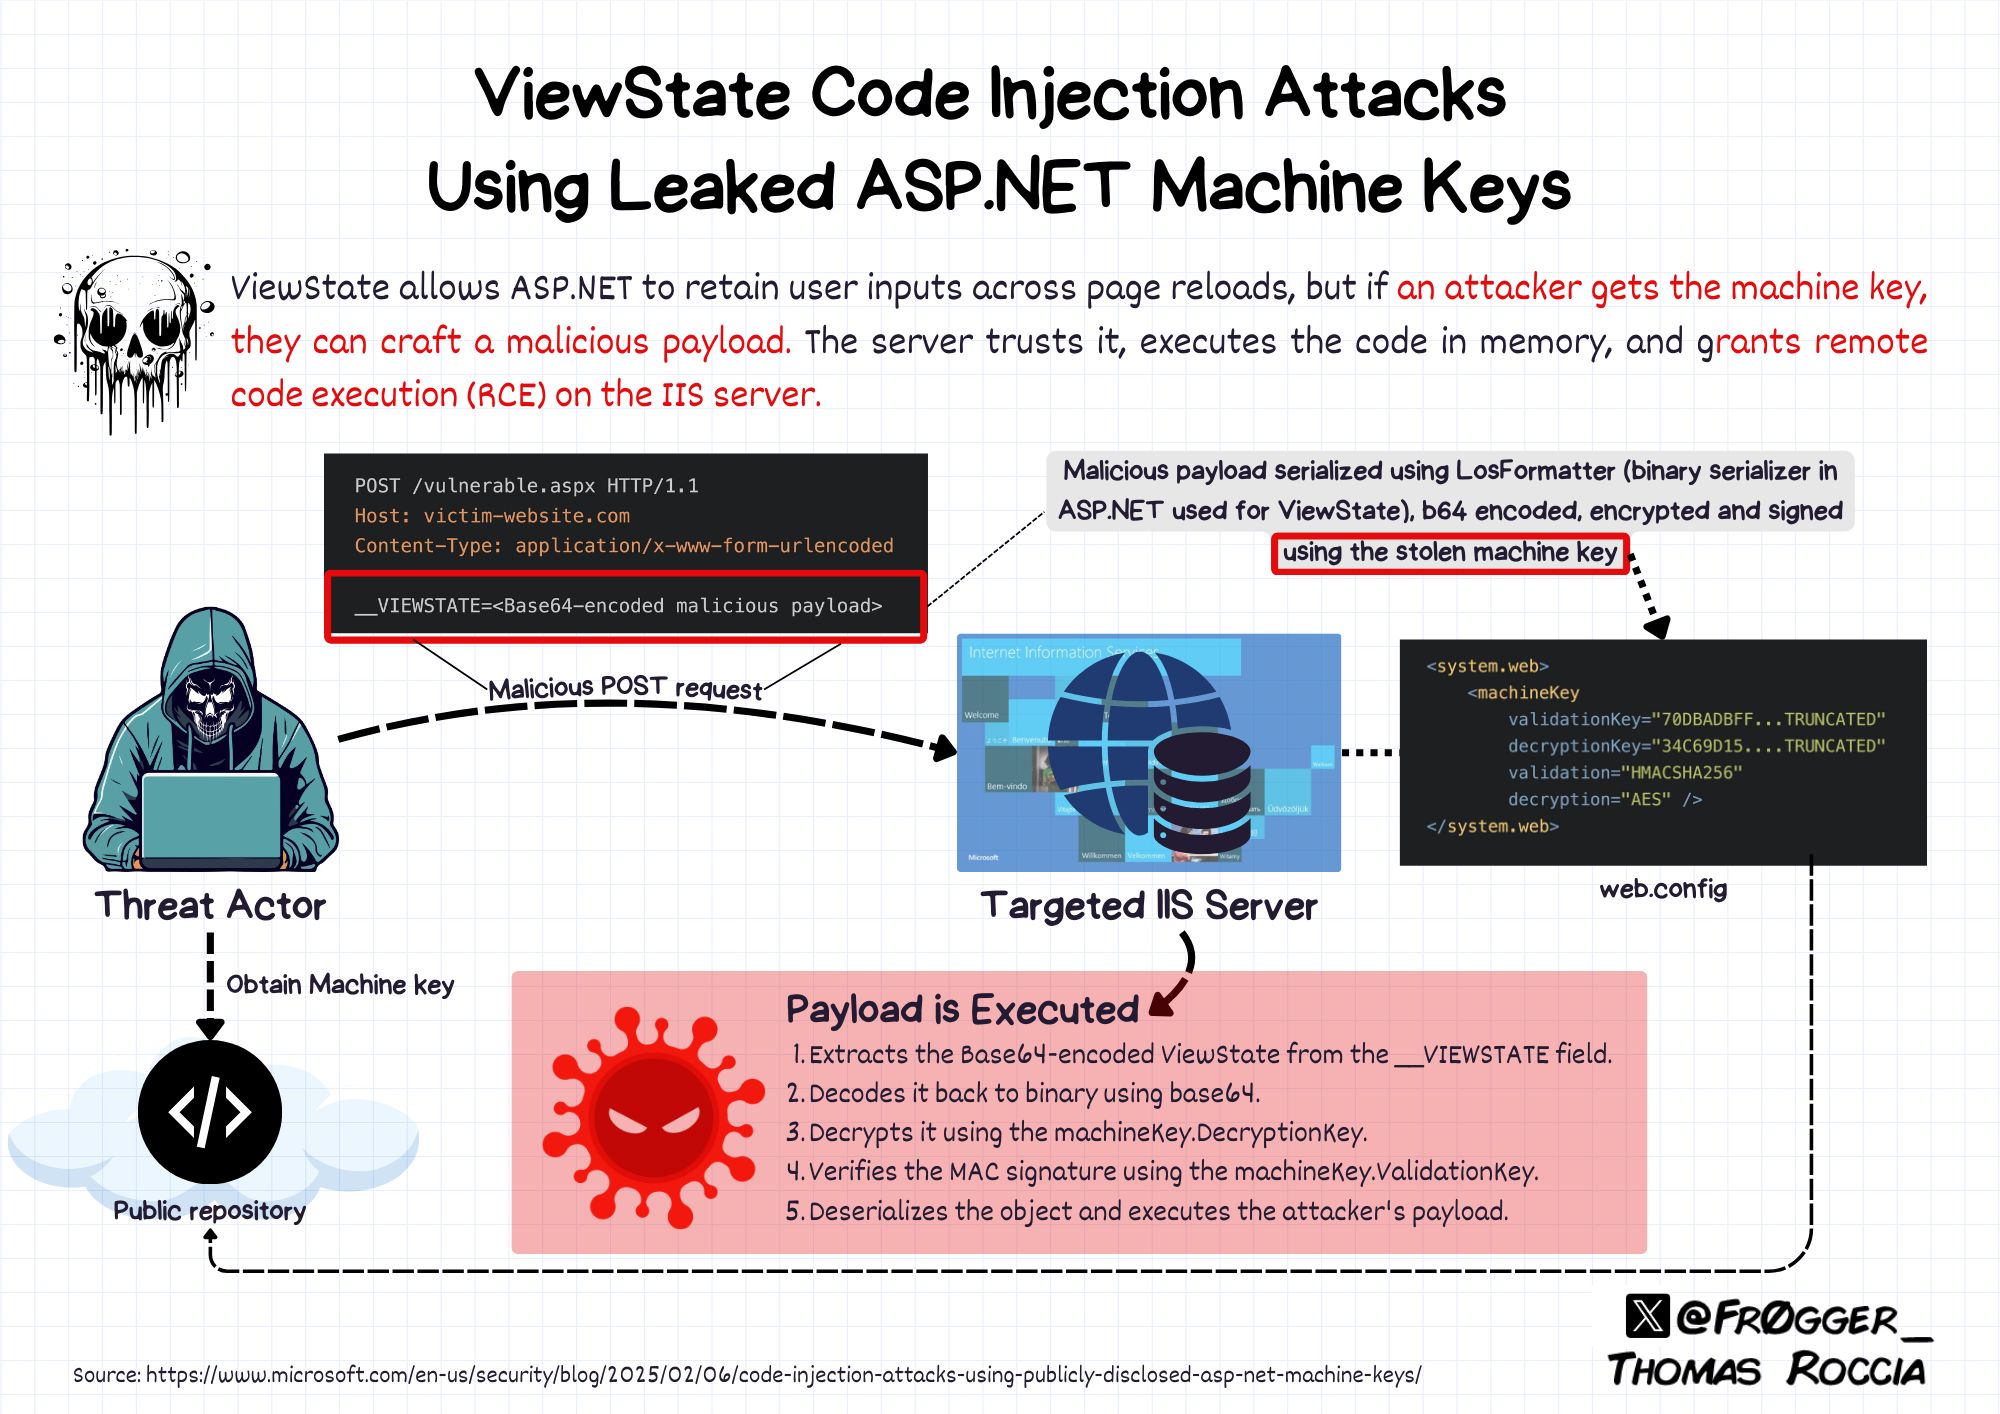 ViewState Code Injection Attacks
Using Leaked ASP.NET Machine Keys
ViewState allows ASP.NET to retain user inputs across page reloads, but if an attacker gets the machine key,
they can craft a malicious payload. The server trusts it, executes the code in memory, and grants remote
code execution (RCE) on the IIS server.
POST /vulnerable.aspx HTTP/1.1
Host: victim-website.com
Content-Type: application/x-www-form-urlencoded
__VIEWSTATE=<Base64-encoded malicious payload>
Malicious payload serialized using LosFormatter (binary serializer in
ASP.NET used for ViewState), b64 encoded, encrypted and signed
using the stolen machine key
Malicious POST request
Internet Information Services
Welcome
Benvenuto
Bem-vindo
Üdvözöljük
Willkommen
Velkommen
Witamy
Microsoft
<system.web>
<machineKey
validationKey="70DBADBFF...TRUNCATED"
decryptionKey="34C69D15....TRUNCATED"
validation="HMACSHA256"
decryption="AES" />
</system.web>
web.config
Threat Actor
Targeted IIS Server
Obtain Machine key
Public repository
Payload is Executed
1. Extracts the Base64-encoded ViewState from the __VIEWSTATE field.
2. Decodes it back to binary using base64.
3. Decrypts it using the machineKey.DecryptionKey.
4. Verifies the MAC signature using the machineKey.ValidationKey.
5. Deserializes the object and executes the attacker's payload.
@FR0GGER_
THOMAS ROCCIA
Source: https://www.microsoft.com/en-us/security/blog/2025/02/06/code-injection-attacks-using-publicly-disclosed-asp-net-machine-keys/